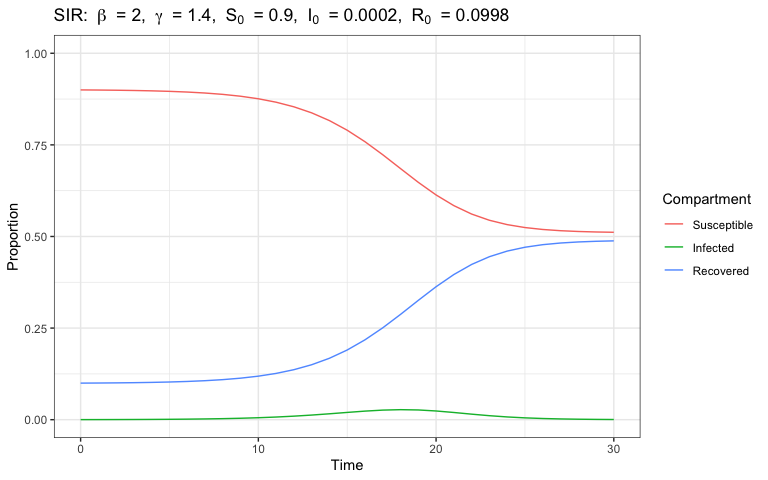 SIR: β = 2, γ = 1.4, S₀ = 0.9, I₀ = 0.0002, R₀ = 0.0998
1.00
0.75
0.50
0.25
0.00
Proportion
0 10 20 30
Time
Compartment
Susceptible
Infected
Recovered